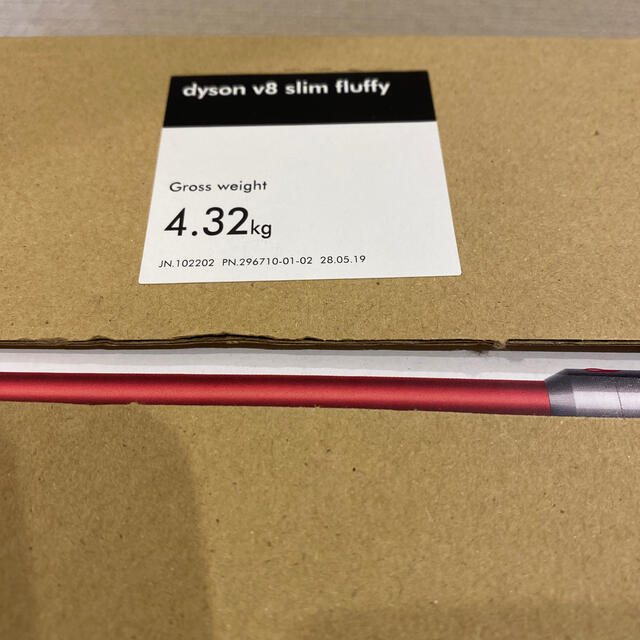 dyson v8 slim fluffy
Gross weight
4.32kg
JN.102202 PN.296710-01-02 28.05.19